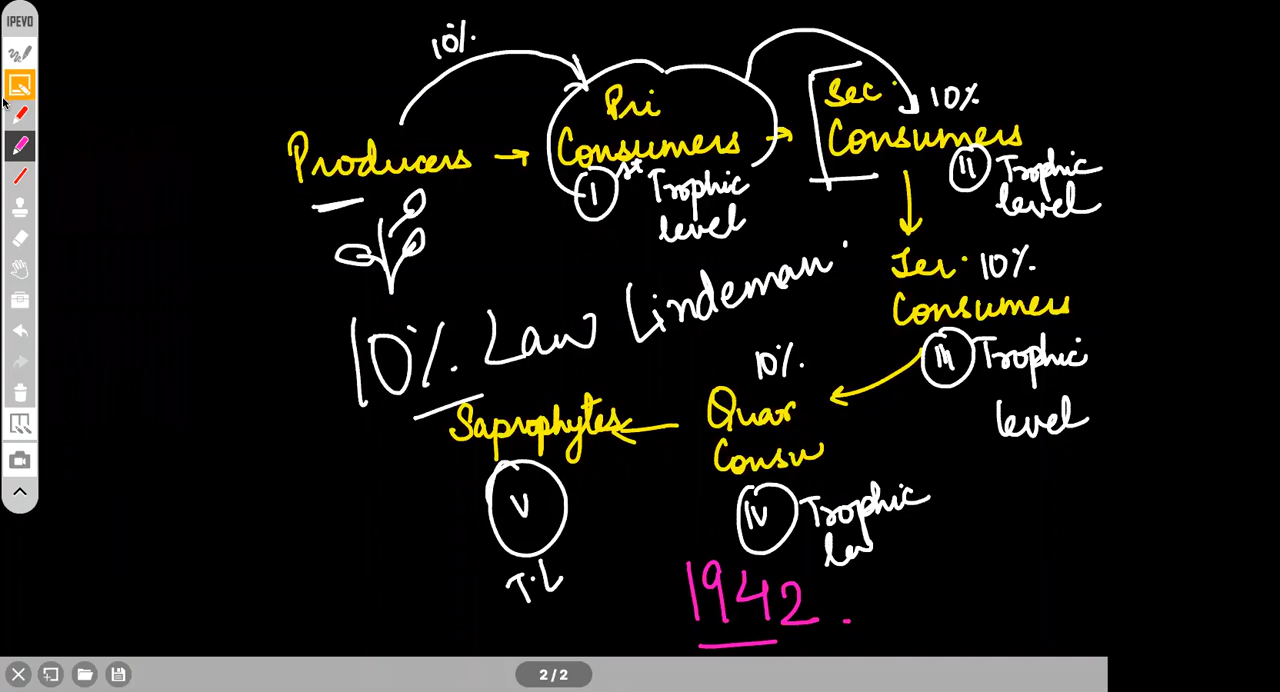 IPEVO
10%
Pri
Consumers
Producers →
→ Sec.
Consumers
10%
I st Trophic
level
II Trophic
level
Ter. 10%
Consumers
III Trophic
level
10% Law Lindeman.
10%
Quar
Consu
Saprophytes
IV Trophic
V
T.L
1942.
2 / 2